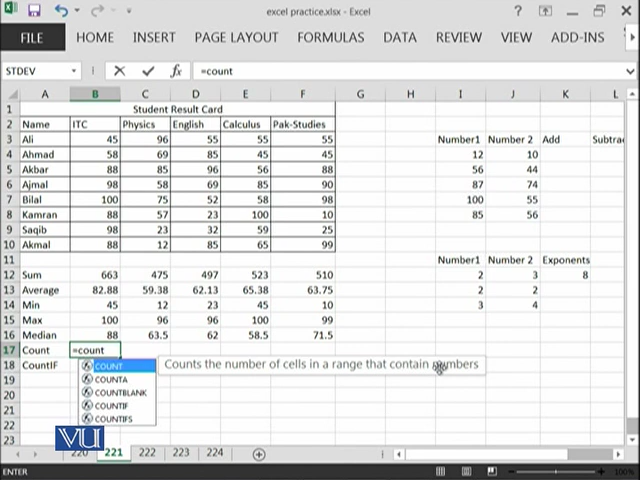 excel practice.xlsx - Excel
FILE HOME INSERT PAGE LAYOUT FORMULAS DATA REVIEW VIEW ADD-INS
STDEV fx =count
A B C D E F G H I J K L
1 Student Result Card
2 Name ITC Physics English Calculus Pak-Studies
3 Ali 45 96 55 55 55 Number1 Number 2 Add Subtra
4 Ahmad 58 69 85 45 45 12 10
5 Akbar 88 85 96 56 88 56 44
6 Ajmal 98 58 69 85 90 87 74
7 Bilal 100 75 52 58 98 100 55
8 Kamran 88 57 23 100 10 85 56
9 Saqib 98 23 32 59 25
10 Akmal 88 12 85 65 99
11 Number1 Number 2 Exponents
12 Sum 663 475 497 523 510 2 3 8
13 Average 82.88 59.38 62.13 65.38 63.75 2 2
14 Min 45 12 23 45 10 3 4
15 Max 100 96 96 100 99
16 Median 88 63.5 62 58.5 71.5
17 Count =count
18 CountIF COUNT Counts the number of cells in a range that contain numbers
19 COUNTA
20 COUNTBLANK
21 COUNTIF
22 COUNTIFS
23
VU
220 221 222 223 224
ENTER 100%